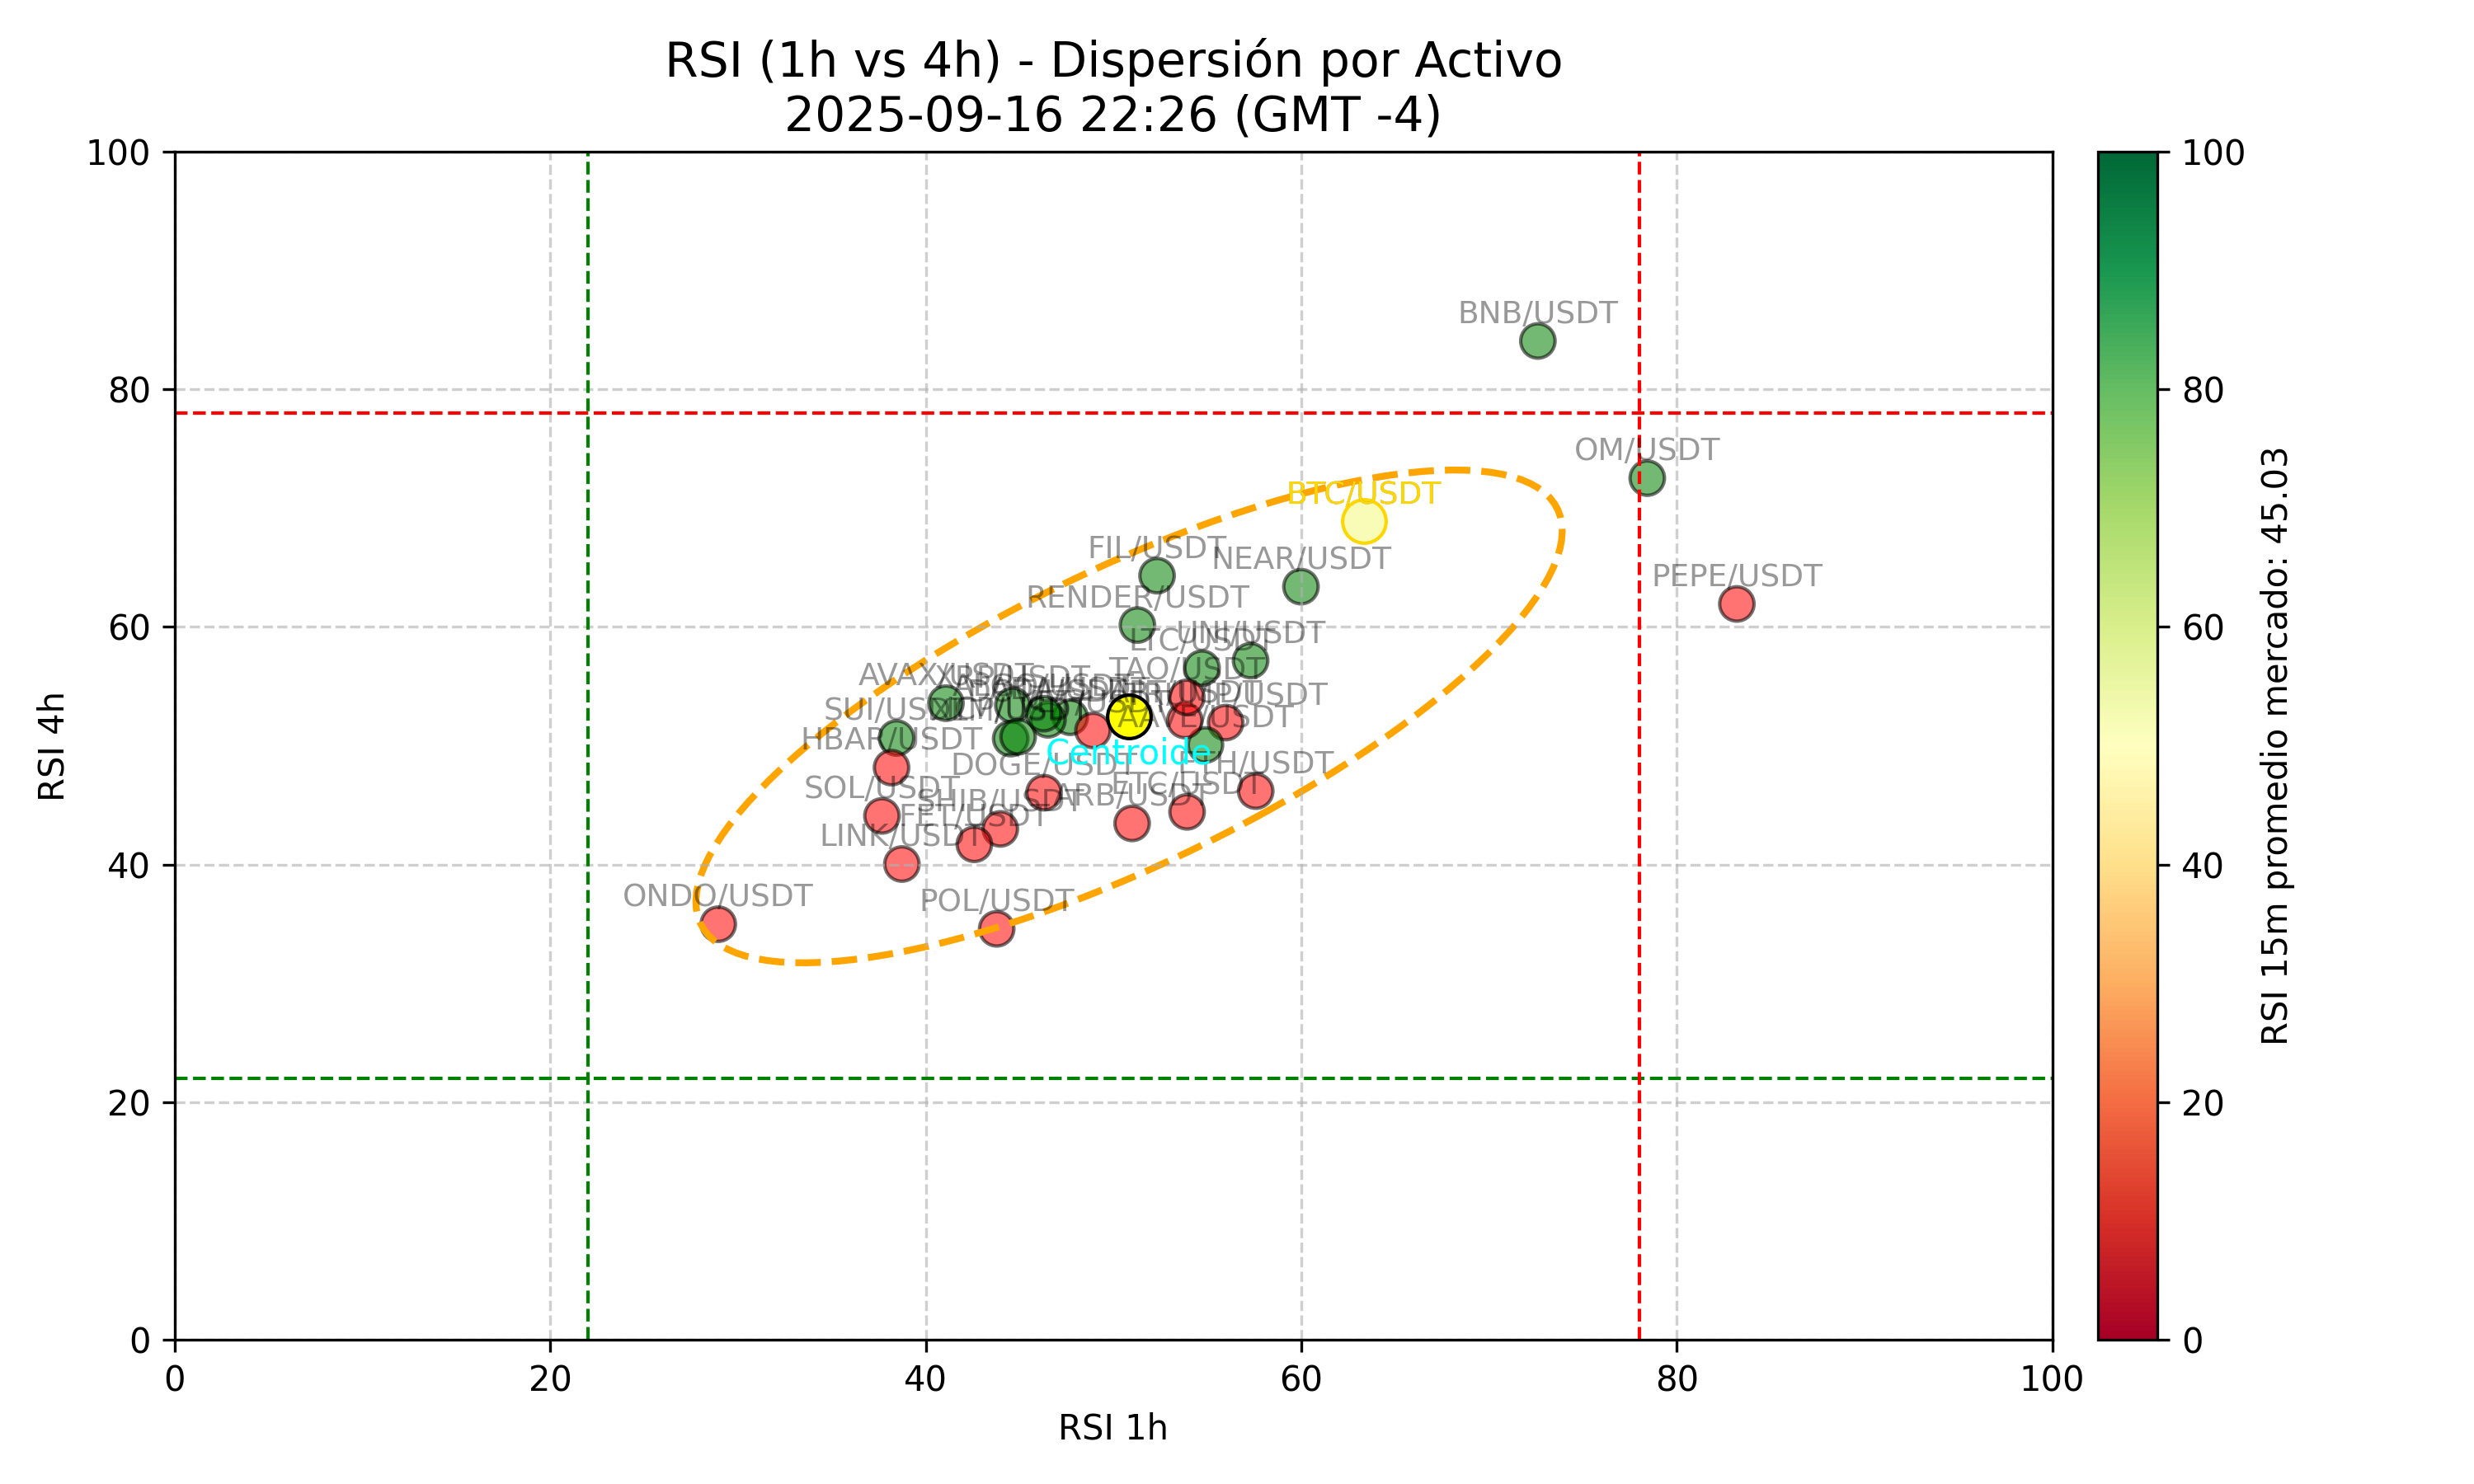 RSI (1h vs 4h) - Dispersión por Activo
2025-09-16 22:26 (GMT -4)
100
80
60
40
20
0
RSI 4h
0
20
40
60
80
100
RSI 1h
BNB/USDT
OM/USDT
BTC/USDT
PEPE/USDT
FIL/USDT
NEAR/USDT
RENDER/USDT
UNI/USDT
LTC/USDT
TAO/USDT
AVAX/USDT
SUI/USDT
AAVE/USDT
HBAR/USDT
Centroide
DOGE/USDT
ETH/USDT
SOL/USDT
ETC/USDT
SHIB/USDT
ARB/USDT
FET/USDT
LINK/USDT
ONDO/USDT
POL/USDT
100
80
60
40
20
0
RSI 15m promedio mercado: 45.03